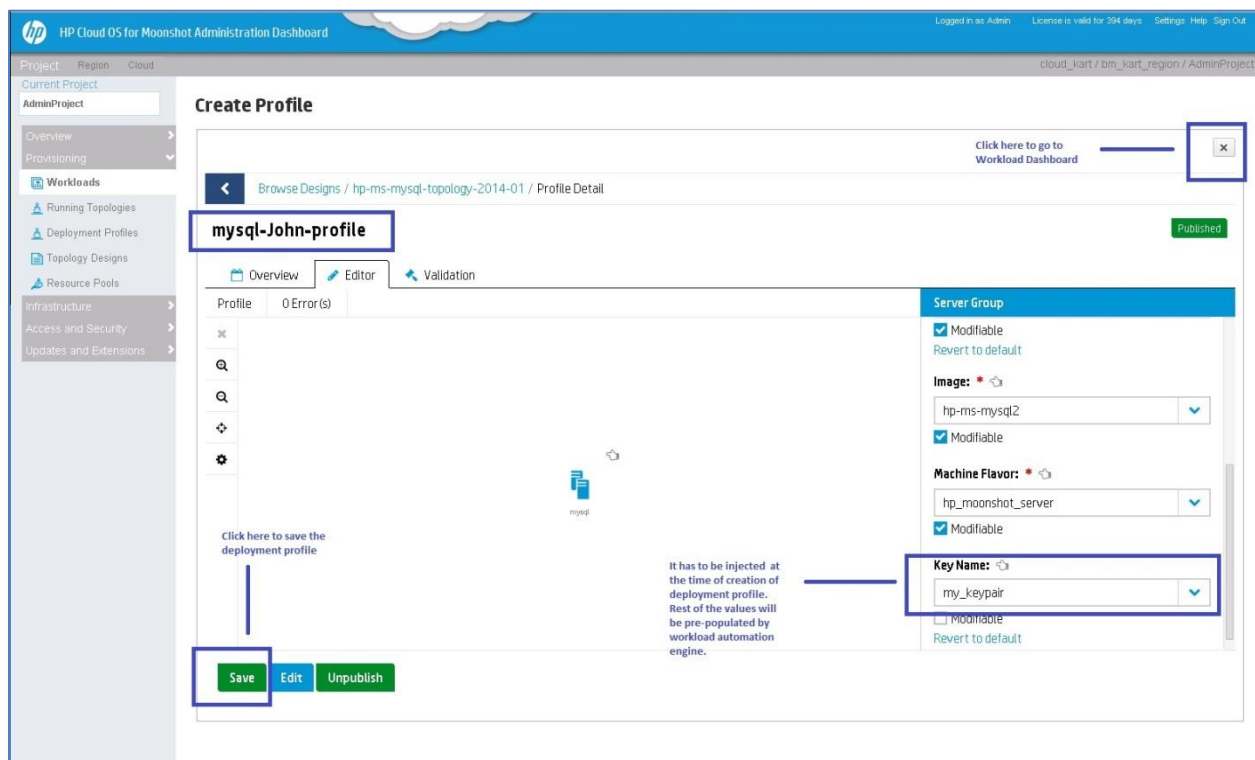 hp HP Cloud OS for Moonshot Administration Dashboard
Logged in as Admin License is valid for 394 days Settings Help Sign Out
Project Region Cloud
cloud_kart / bm_kart_region / AdminProject
Current Project
AdminProject
Overview
Provisioning
Workloads
Running Topologies
Deployment Profiles
Topology Designs
Resource Pools
Infrastructure
Access and Security
Updates and Extensions
Create Profile
Click here to go to
Workload Dashboard
Browse Designs / hp-ms-mysql-topology-2014-01 / Profile Detail
mysql-John-profile
Published
Overview Editor Validation
Profile 0 Error(s)
mysql
Click here to save the
deployment profile
It has to be injected at
the time of creation of
deployment profile.
Rest of the values will
be pre-populated by
workload automation
engine.
Server Group
Modifiable
Revert to default
Image: *
hp-ms-mysql2
Modifiable
Machine Flavor: *
hp_moonshot_server
Modifiable
Key Name:
my_keypair
Modifiable
Revert to default
Save Edit Unpublish